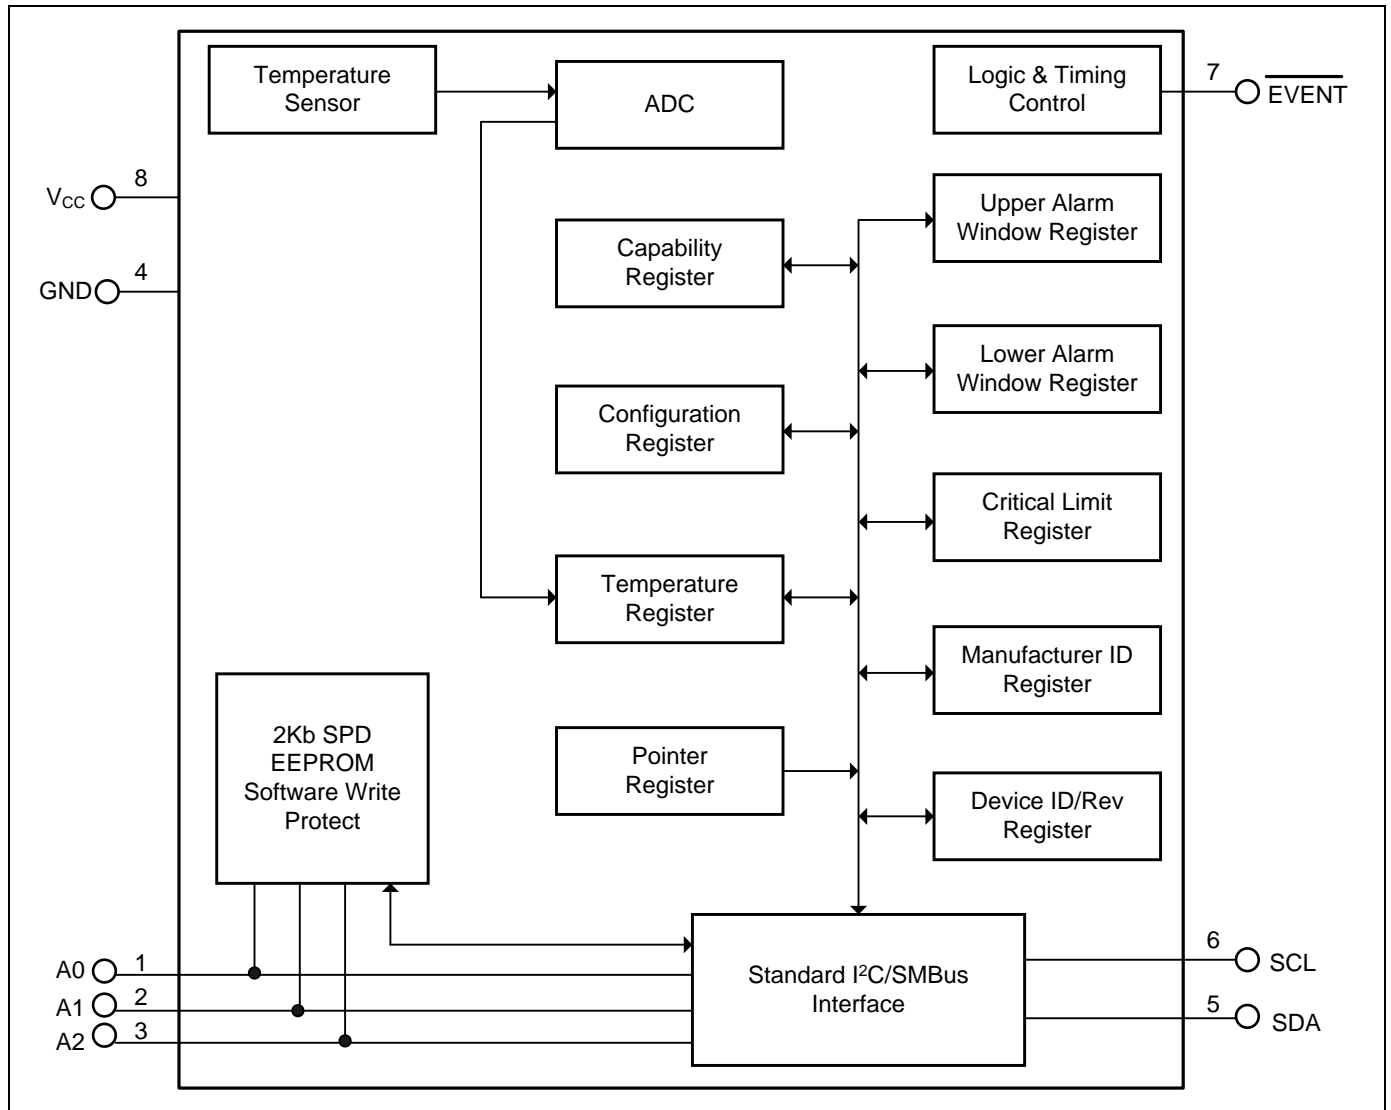 Temperature
Sensor
ADC
Logic & Timing
Control
7
EVENT
8
VCC
Upper Alarm
Window Register
Capability
Register
4
GND
Lower Alarm
Window Register
Configuration
Register
Critical Limit
Register
Temperature
Register
Manufacturer ID
Register
2Kb SPD
EEPROM
Software Write
Protect
Pointer
Register
Device ID/Rev
Register
A0
1
A1
2
A2
3
Standard I²C/SMBus
Interface
6
SCL
5
SDA